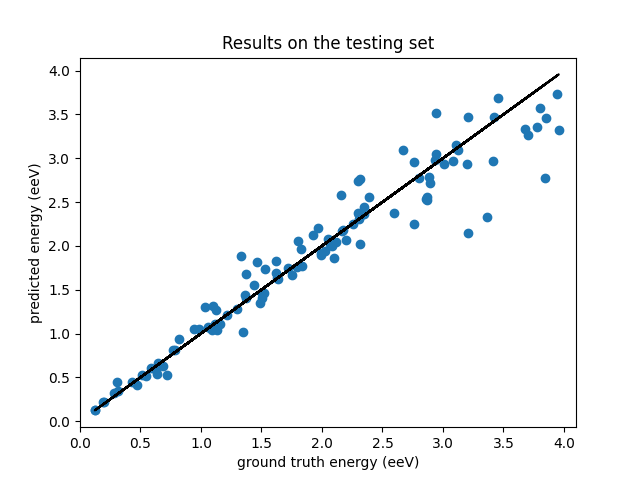 Results on the testing set
predicted energy (eeV)
4.0
3.5
3.0
2.5
2.0
1.5
1.0
0.5
0.0
0.0 0.5 1.0 1.5 2.0 2.5 3.0 3.5 4.0
ground truth energy (eeV)